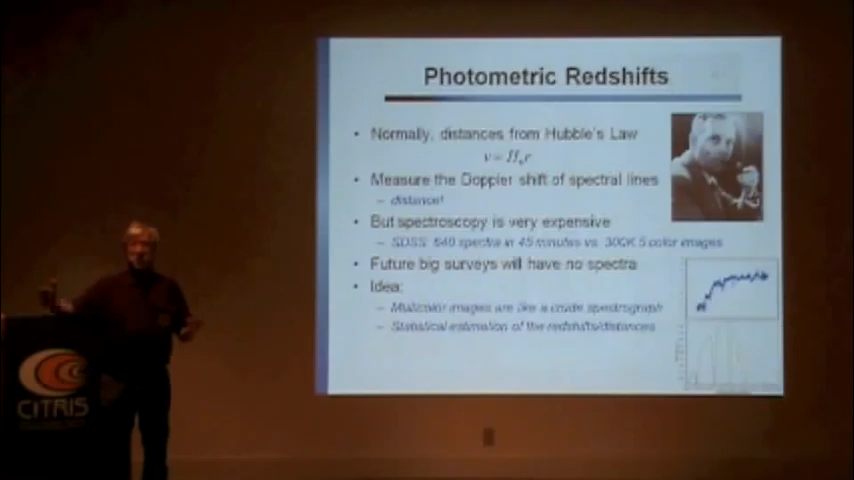 Photometric Redshifts
• Normally, distances from Hubble's Law
v = H₀r
• Measure the Doppler shift of spectral lines
– distance!
• But spectroscopy is very expensive
– SDSS: 640 spectra in 45 minutes vs. 300K 5 color images
• Future big surveys will have no spectra
• Idea:
– Multicolor images are like a crude spectrograph
– Statistical estimation of the redshifts/distances
CITRIS